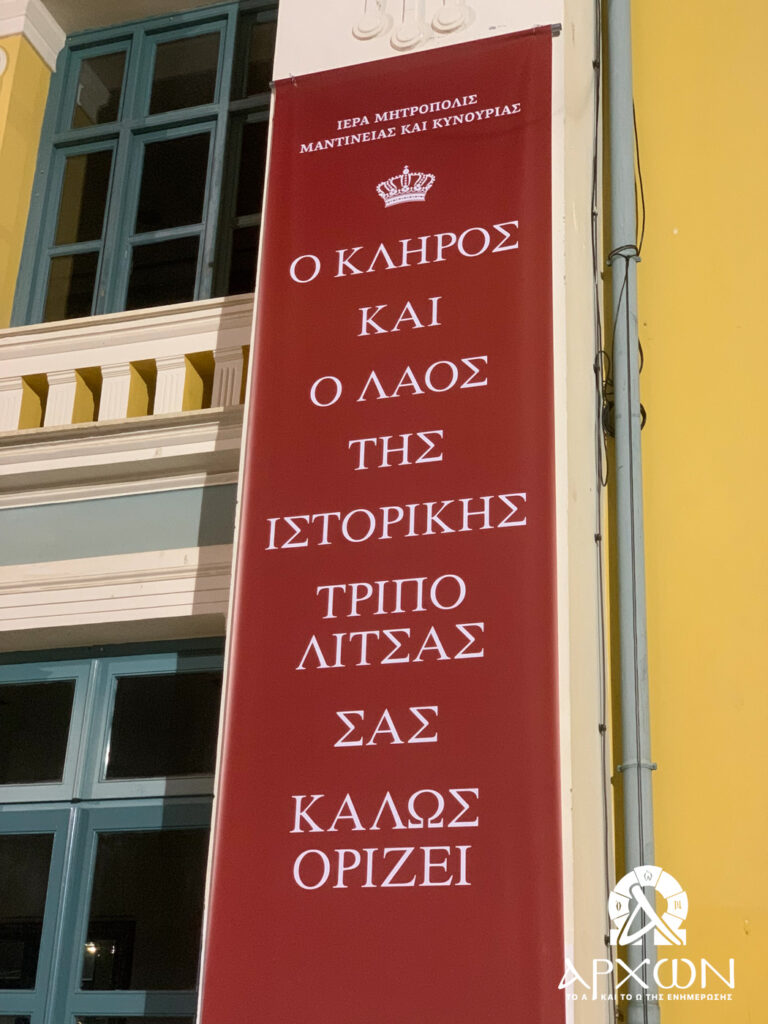 ΙΕΡΑ ΜΗΤΡΟΠΟΛΙΣ
ΜΑΝΤΙΝΕΙΑΣ ΚΑΙ ΚΥΝΟΥΡΙΑΣ
Ο ΚΛΗΡΟΣ
ΚΑΙ
Ο ΛΑΟΣ
ΤΗΣ
ΙΣΤΟΡΙΚΗΣ
ΤΡΙΠΟ
ΛΙΤΣΑΣ
ΣΑΣ
ΚΑΛΩΣ
ΟΡΙΖΕΙ
ΑΡΧΩΝ
ΤΟ Α ΚΑΙ ΤΟ Ω ΤΗΣ ΕΝΗΜΕΡΩΣΗΣ